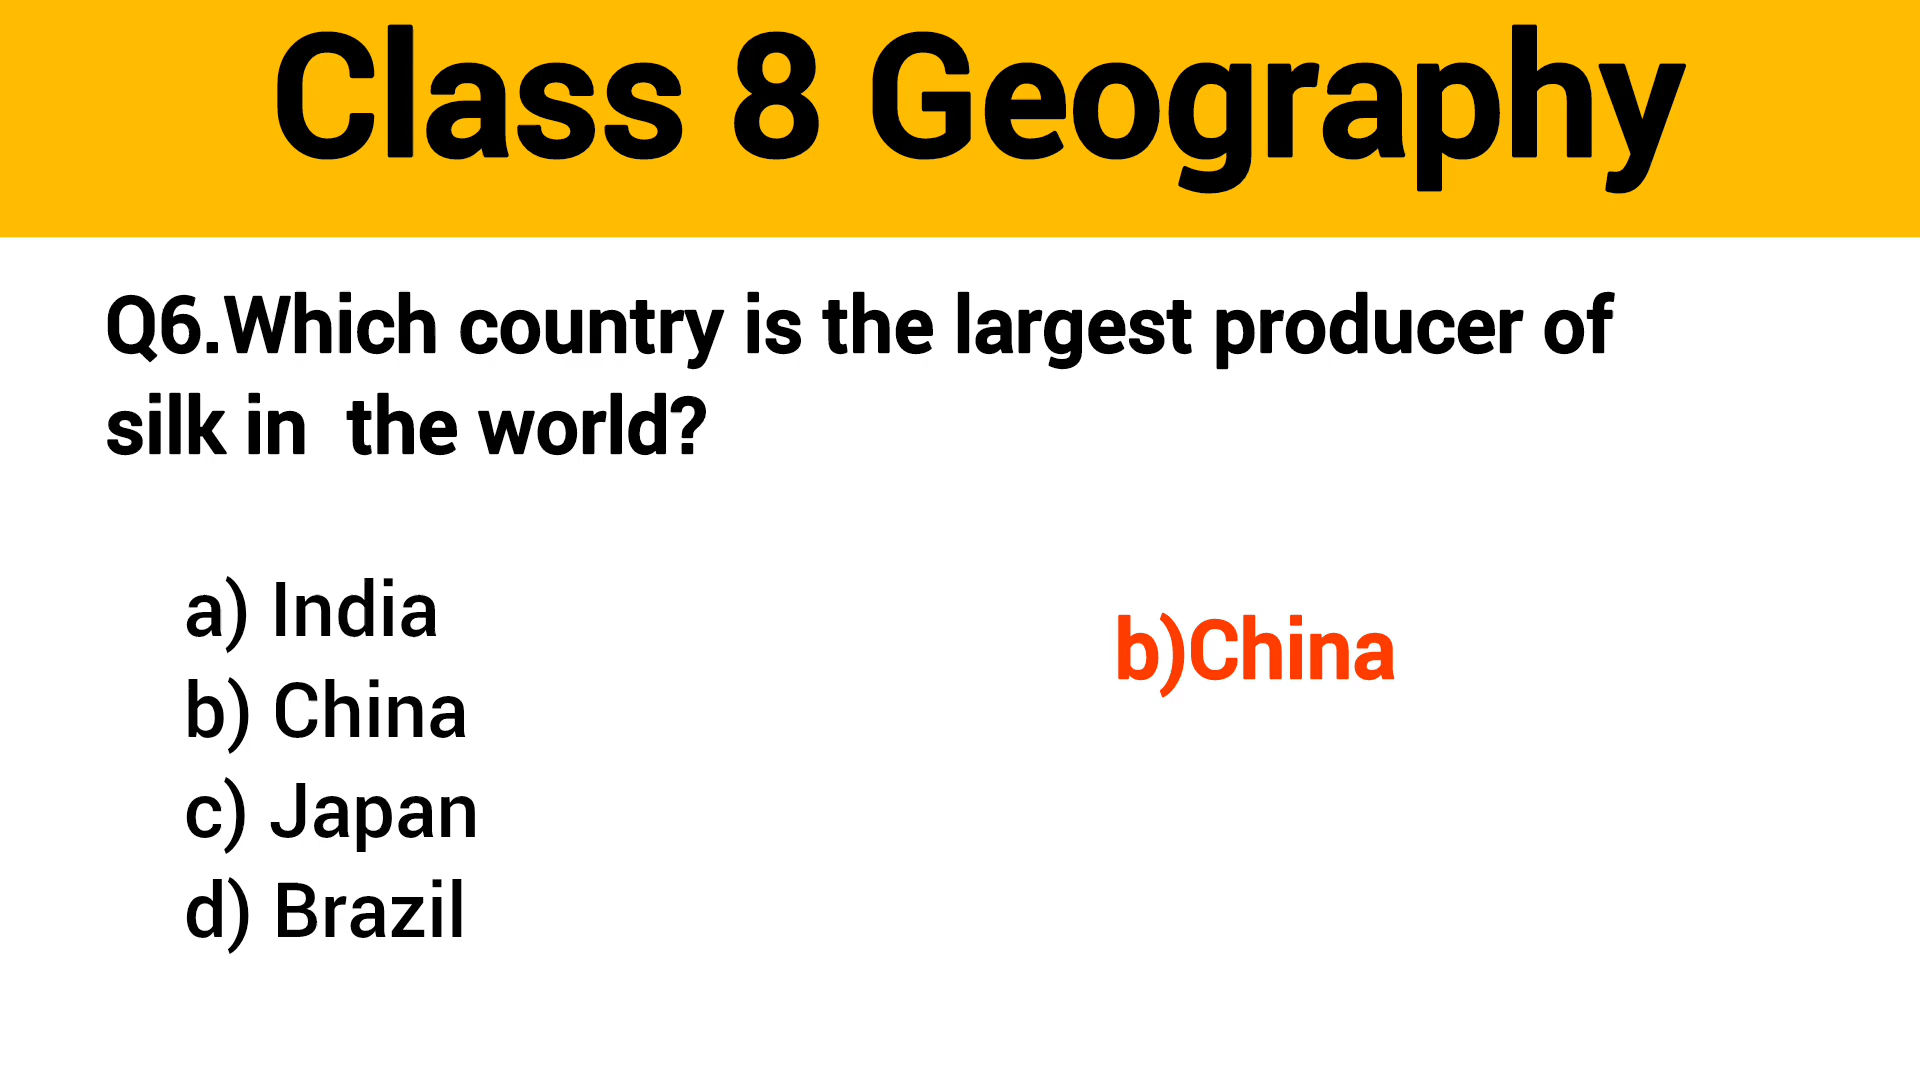 Class 8 Geography
Q6.Which country is the largest producer of
silk in  the world?
a) India
b) China
c) Japan
d) Brazil
b)China